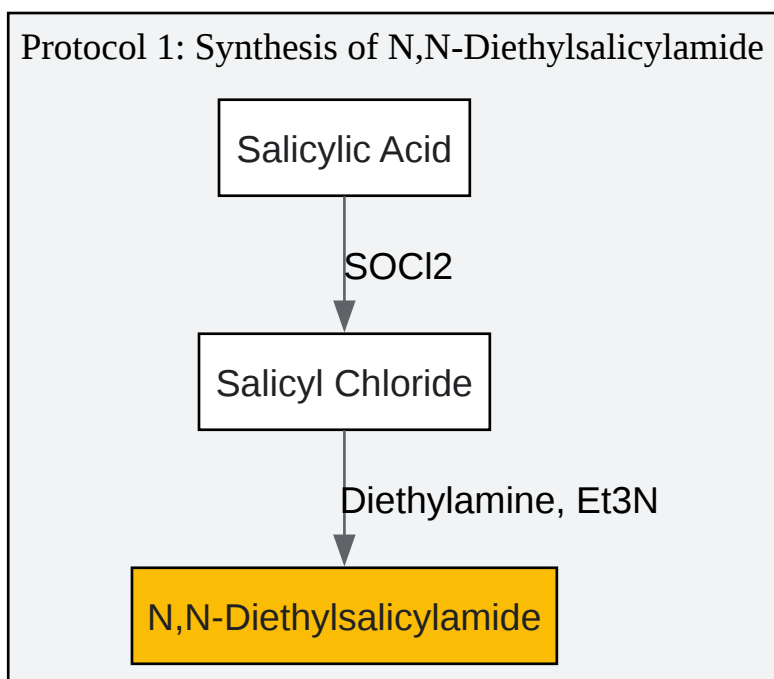 Protocol 1: Synthesis of N,N-Diethylsalicylamide
Salicylic Acid
SOCl2
Salicyl Chloride
Diethylamine, Et3N
N,N-Diethylsalicylamide